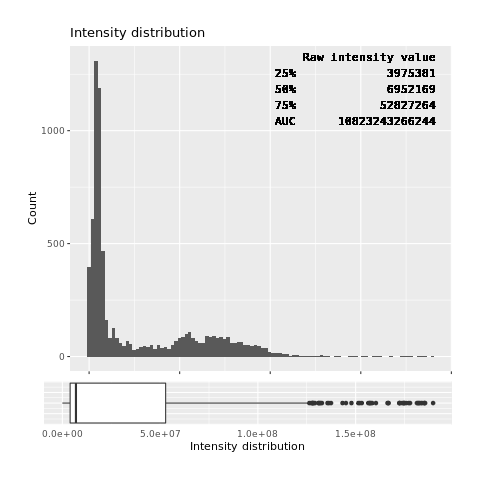 Intensity distribution
Raw intensity value
25% 3975381
50% 6952169
75% 52827264
AUC 10823243266244
1000
500
0
Count
0.0e+00 5.0e+07 1.0e+08 1.5e+08
Intensity distribution